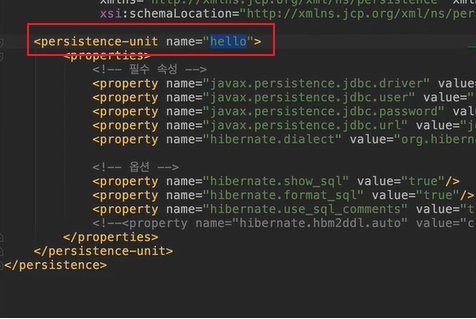 xmlns="http://xmlns.jcp.org/xml/ns/persistence" xmlns
xsi:schemaLocation="http://xmlns.jcp.org/xml/ns/per
<persistence-unit name="hello">
<properties>
<!-- 필수 속성 -->
<property name="javax.persistence.jdbc.driver" value=
<property name="javax.persistence.jdbc.user" value="
<property name="javax.persistence.jdbc.password" valu
<property name="javax.persistence.jdbc.url" value="j
<property name="hibernate.dialect" value="org.hibern
<!-- 옵션 -->
<property name="hibernate.show_sql" value="true"/>
<property name="hibernate.format_sql" value="true"/>
<property name="hibernate.use_sql_comments" value="t
<!--<property name="hibernate.hbm2ddl.auto" value="c
</properties>
</persistence-unit>
</persistence>